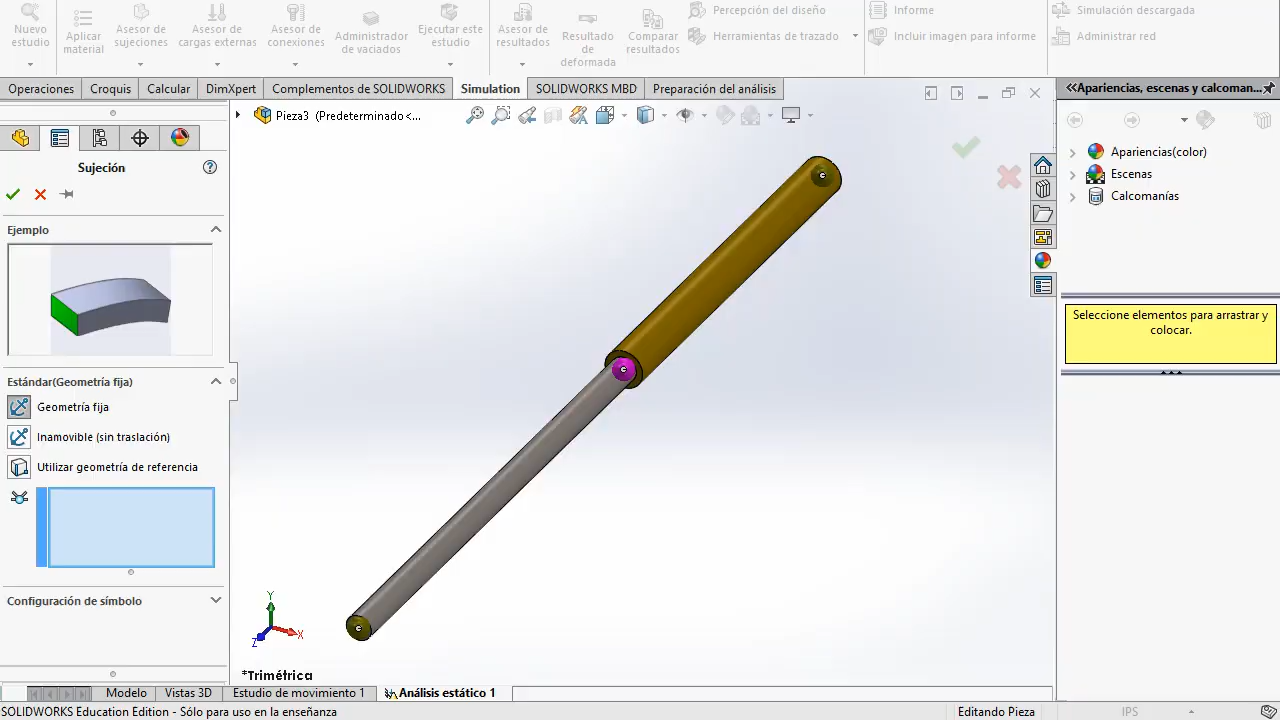 Nuevo estudio
Aplicar material
Asesor de sujeciones
Asesor de cargas externas
Asesor de conexiones
Administrador de vaciados
Ejecutar este estudio
Asesor de resultados
Resultado de deformada
Comparar resultados
Percepción del diseño
Herramientas de trazado
Informe
Incluir imagen para informe
Simulación descargada
Administrar red
Operaciones
Croquis
Calcular
DimXpert
Complementos de SOLIDWORKS
Simulation
SOLIDWORKS MBD
Preparación del análisis
<<Apariencias, escenas y calcoman...
Pieza3 (Predeterminado<...
Sujeción
Ejemplo
Estándar(Geometría fija)
Geometría fija
Inamovible (sin traslación)
Utilizar geometría de referencia
Configuración de símbolo
Apariencias(color)
Escenas
Calcomanías
Seleccione elementos para arrastrar y
colocar.
Y
X
Z
*Trimétrica
Modelo
Vistas 3D
Estudio de movimiento 1
Análisis estático 1
SOLIDWORKS Education Edition - Sólo para uso en la enseñanza
Editando Pieza
IPS